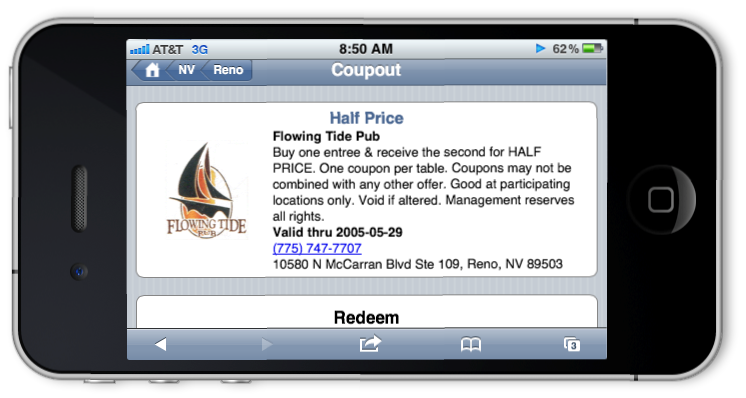 AT&T 3G 8:50 AM 62%
NV Reno Coupout
Half Price
Flowing Tide Pub
Buy one entree & receive the second for HALF
PRICE. One coupon per table. Coupons may not be
combined with any other offer. Good at participating
locations only. Void if altered. Management reserves
all rights.
Valid thru 2005-05-29
(775) 747-7707
10580 N McCarran Blvd Ste 109, Reno, NV 89503
FLOWING TIDE
PUB
Redeem
3